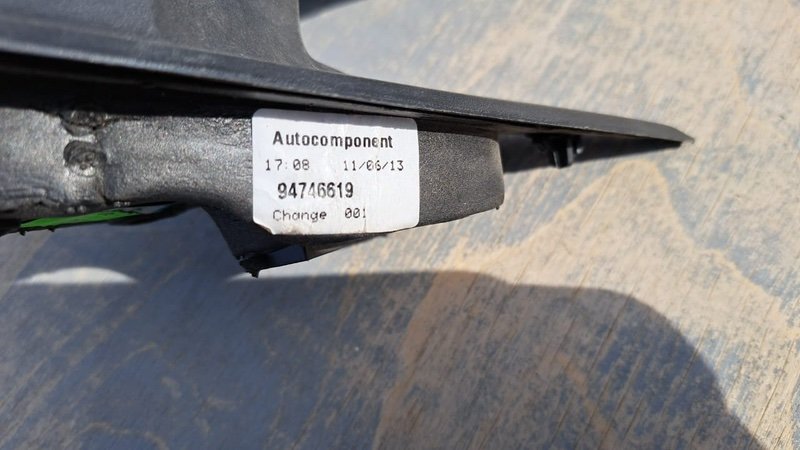 Autocomponent
17:08 11/06/13
94746619
Change 001